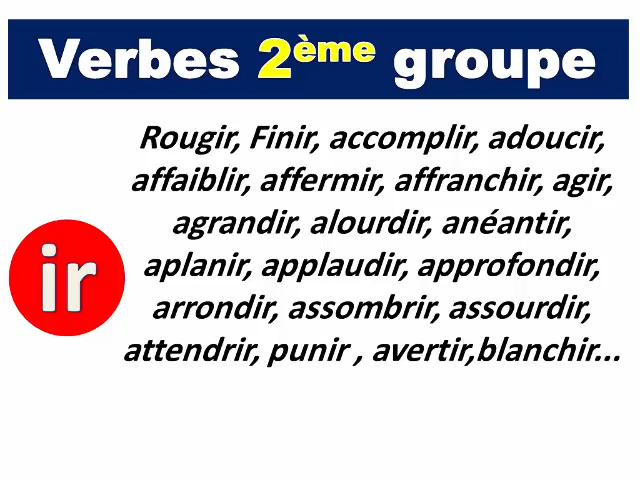 Verbes 2ème groupe
Rougir, Finir, accomplir, adoucir,
affaiblir, affermir, affranchir, agir,
agrandir, alourdir, anéantir,
ir
aplanir, applaudir, approfondir,
arrondir, assombrir, assourdir,
attendrir, punir , avertir,blanchir...